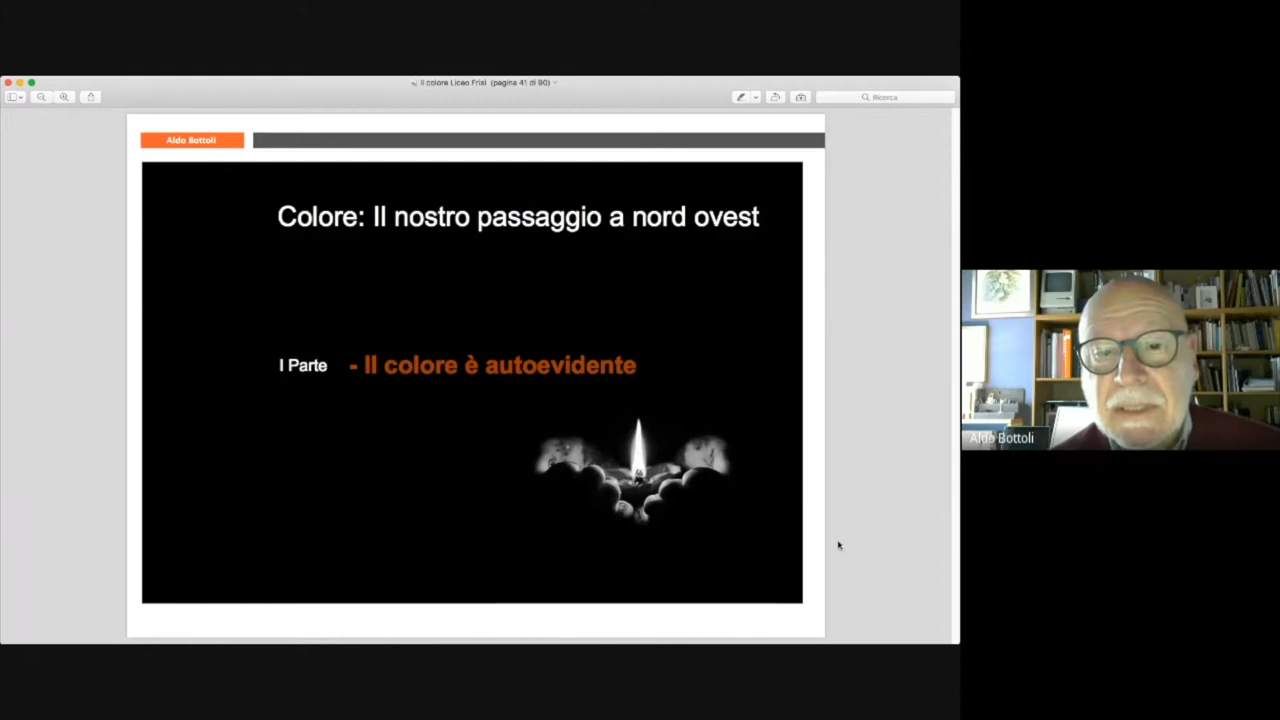 Il colore Liceo Frisi (pagina 41 di 90)
Ricerca
Aldo Bottoli
Colore: Il nostro passaggio a nord ovest
I Parte - Il colore è autoevidente
Aldo Bottoli